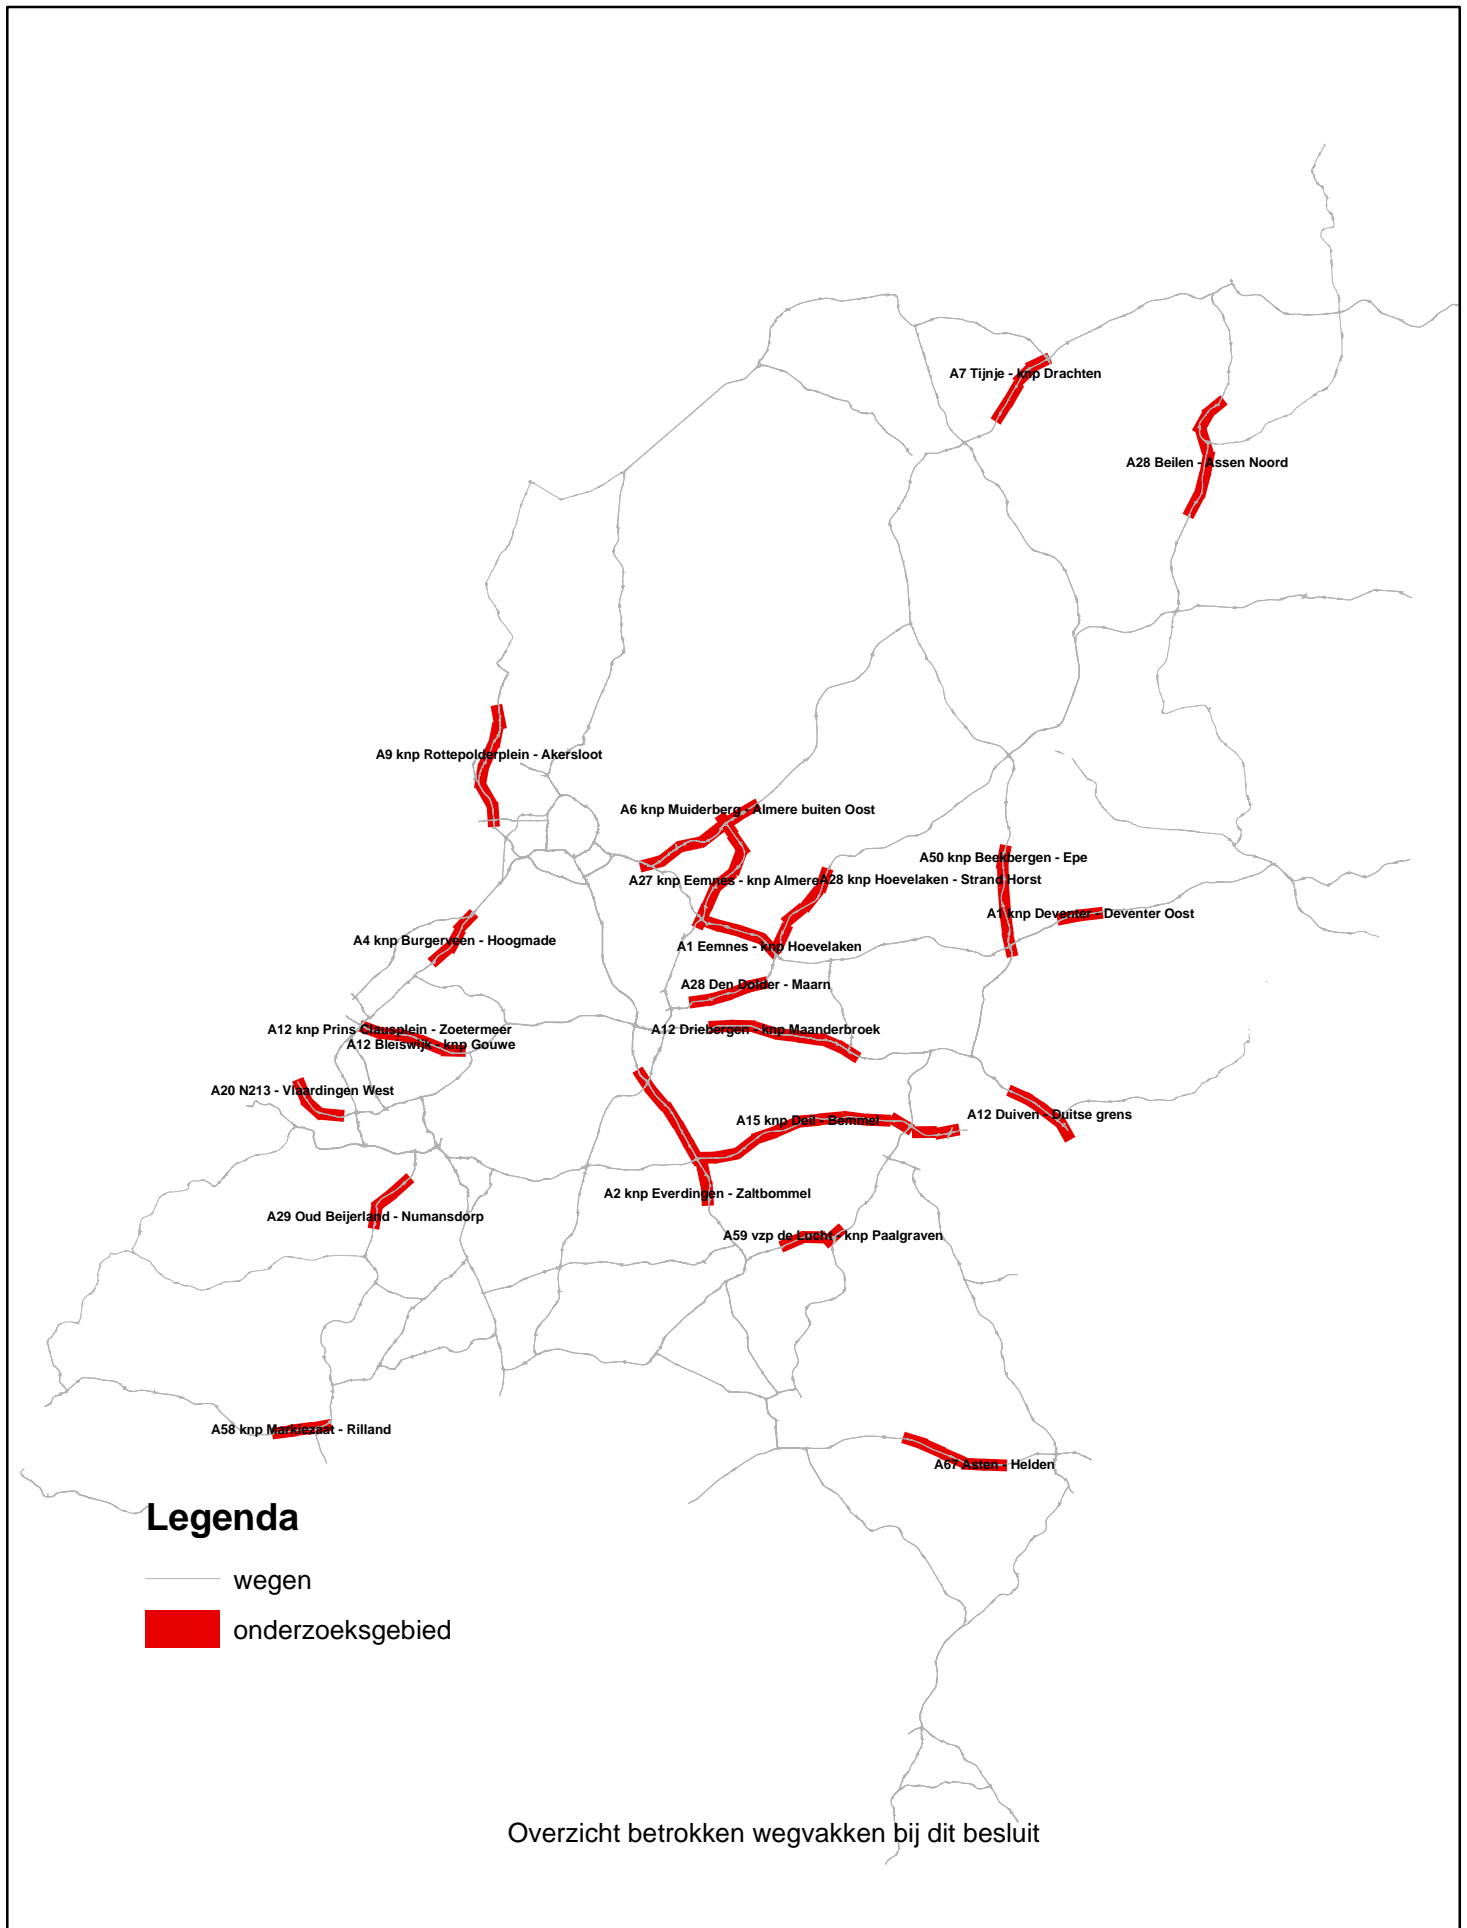 A7 Tijnje - knp Drachten
A28 Beilen - Assen Noord
A9 knp Rottepolderplein - Akersloot
A6 knp Muiderberg - Almere buiten Oost
A50 knp Beekbergen - Epe
A27 knp Eemnes - knp Almere
A28 knp Hoevelaken - Strand Horst
A1 knp Deventer - Deventer Oost
A4 knp Burgerveen - Hoogmade
A1 Eemnes - knp Hoevelaken
A28 Den Dolder - Maarn
A12 knp Prins Clausplein - Zoetermeer
A12 Driebergen - knp Maanderbroek
A12 Bleiswijk - knp Gouwe
A20 N213 - Vlaardingen West
A12 Duiven - Duitse grens
A15 knp Deil - Bemmel
A2 knp Everdingen - Zaltbommel
A29 Oud Beijerland - Numansdorp
A59 vzp de Lucht - knp Paalgraven
A58 knp Markiezaat - Rilland
A67 Asten - Helden
Legenda
wegen
onderzoeksgebied
Overzicht betrokken wegvakken bij dit besluit